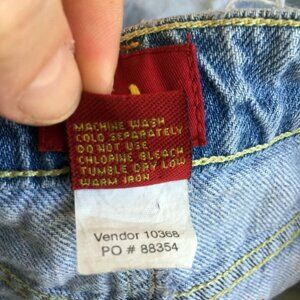 MACHINE WASH
COLD SEPARATELY
DO NOT USE
CHLORINE BLEACH
TUMBLE DRY LOW
WARM IRON
Vendor 10368
PO # 88354